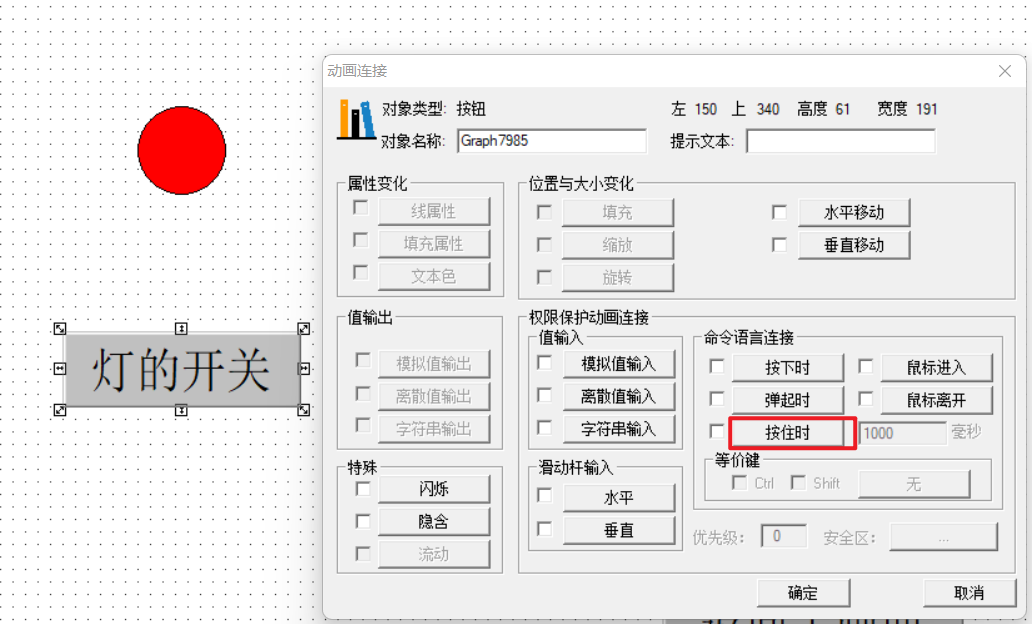 动画连接
对象类型: 按钮 左 150 上 340 高度 61 宽度 191
对象名称: Graph7985 提示文本:
属性变化
线属性
填充属性
文本色
位置与大小变化
填充 水平移动
缩放 垂直移动
旋转
值输出
模拟值输出
离散值输出
字符串输出
特殊
闪烁
隐含
流动
权限保护动画连接
值输入
模拟值输入
离散值输入
字符串输入
滑动杆输入
水平
垂直
命令语言连接
按下时 鼠标进入
弹起时 鼠标离开
按住时 1000 毫秒
等价键
Ctrl Shift 无
优先级: 0 安全区: ...
确定 取消
灯的开关